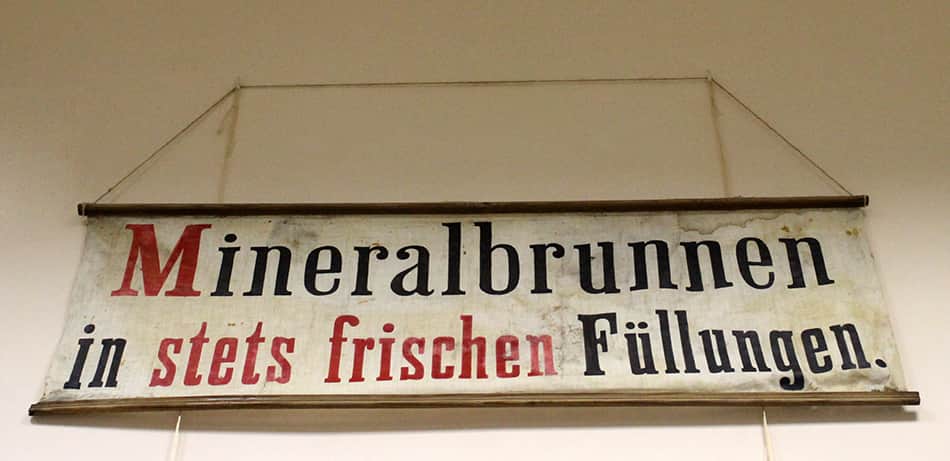 Mineralbrunnen
in stets frischen Füllungen.